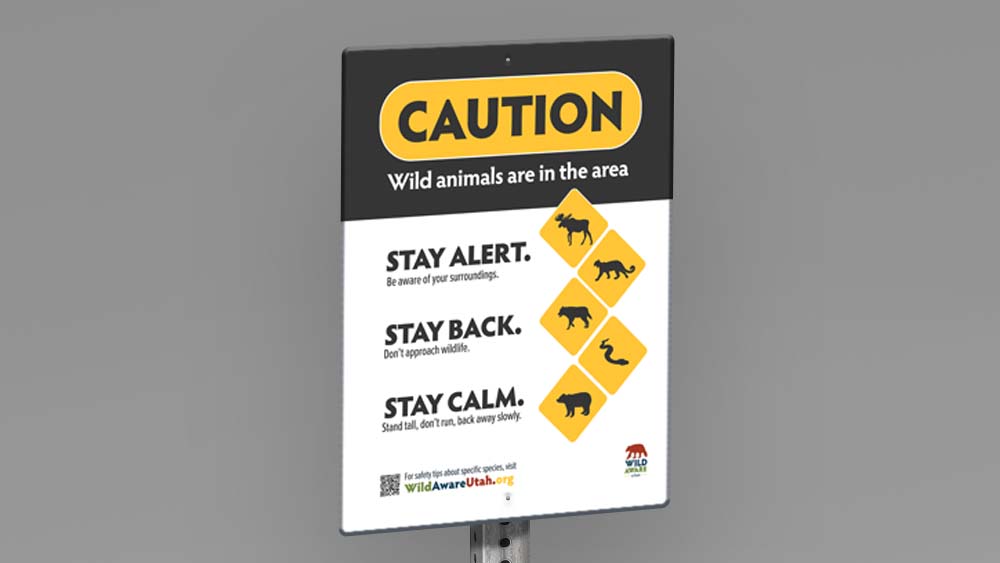 CAUTION
Wild animals are in the area
STAY ALERT.
Be aware of your surroundings.
STAY BACK.
Don't approach wildlife.
STAY CALM.
Stand tall, don't run, back away slowly.
For safety tips about specific species, visit
WildAwareUtah.org
WILD
AWARE